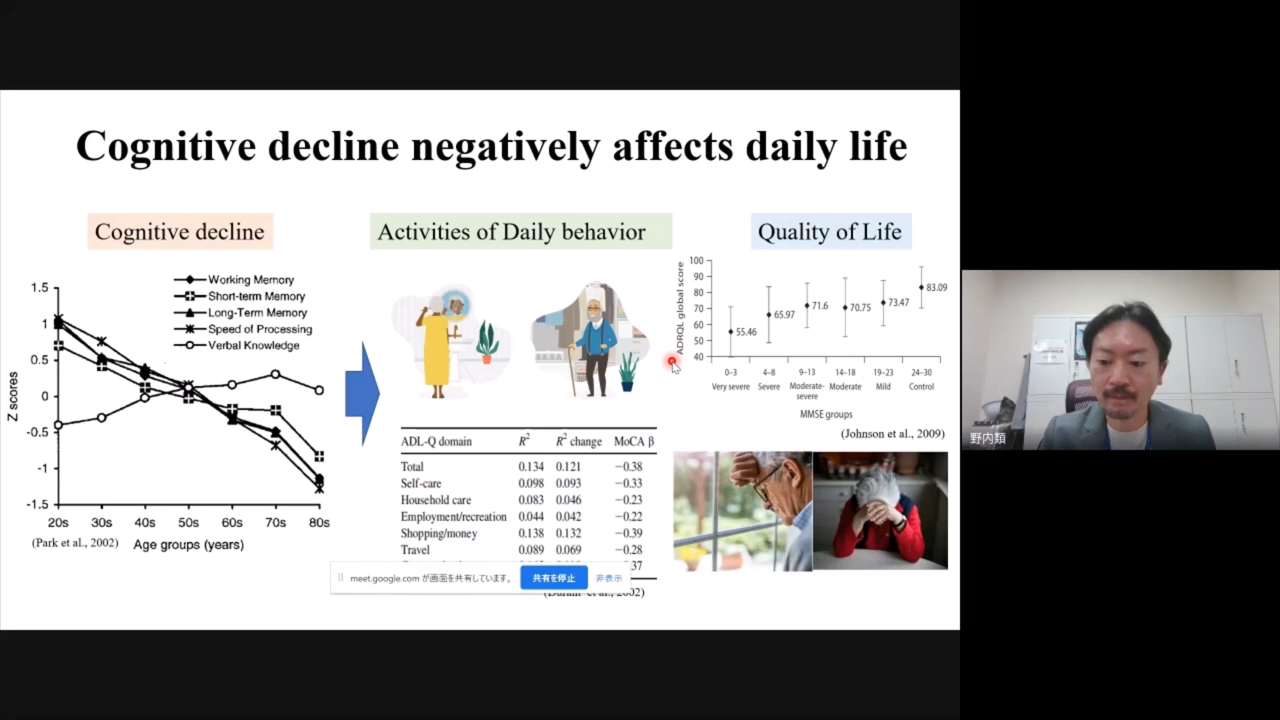 Cognitive decline negatively affects daily life
Cognitive decline
Working Memory
Short-term Memory
Long-Term Memory
Speed of Processing
Verbal Knowledge
1.5
1
0.5
0
-0.5
-1
-1.5
Z scores
20s 30s 40s 50s 60s 70s 80s
(Park et al., 2002) Age groups (years)
Activities of Daily behavior
ADL-Q domain R² R² change MoCA β
Total 0.134 0.121 −0.38
Self-care 0.098 0.093 −0.33
Household care 0.083 0.046 −0.23
Employment/recreation 0.044 0.042 −0.22
Shopping/money 0.138 0.132 −0.39
Travel 0.089 0.069 −0.28
37
meet.google.com が画面を共有しています。 共有を停止 非表示
Quality of Life
ADRQL global score
100
90
80
70
60
50
40
55.46
65.97
71.6
70.75
73.47
83.09
0–3 4–8 9–13 14–18 19–23 24–30
Very severe Severe Moderate-severe Moderate Mild Control
MMSE groups
(Johnson et al., 2009)
野内類